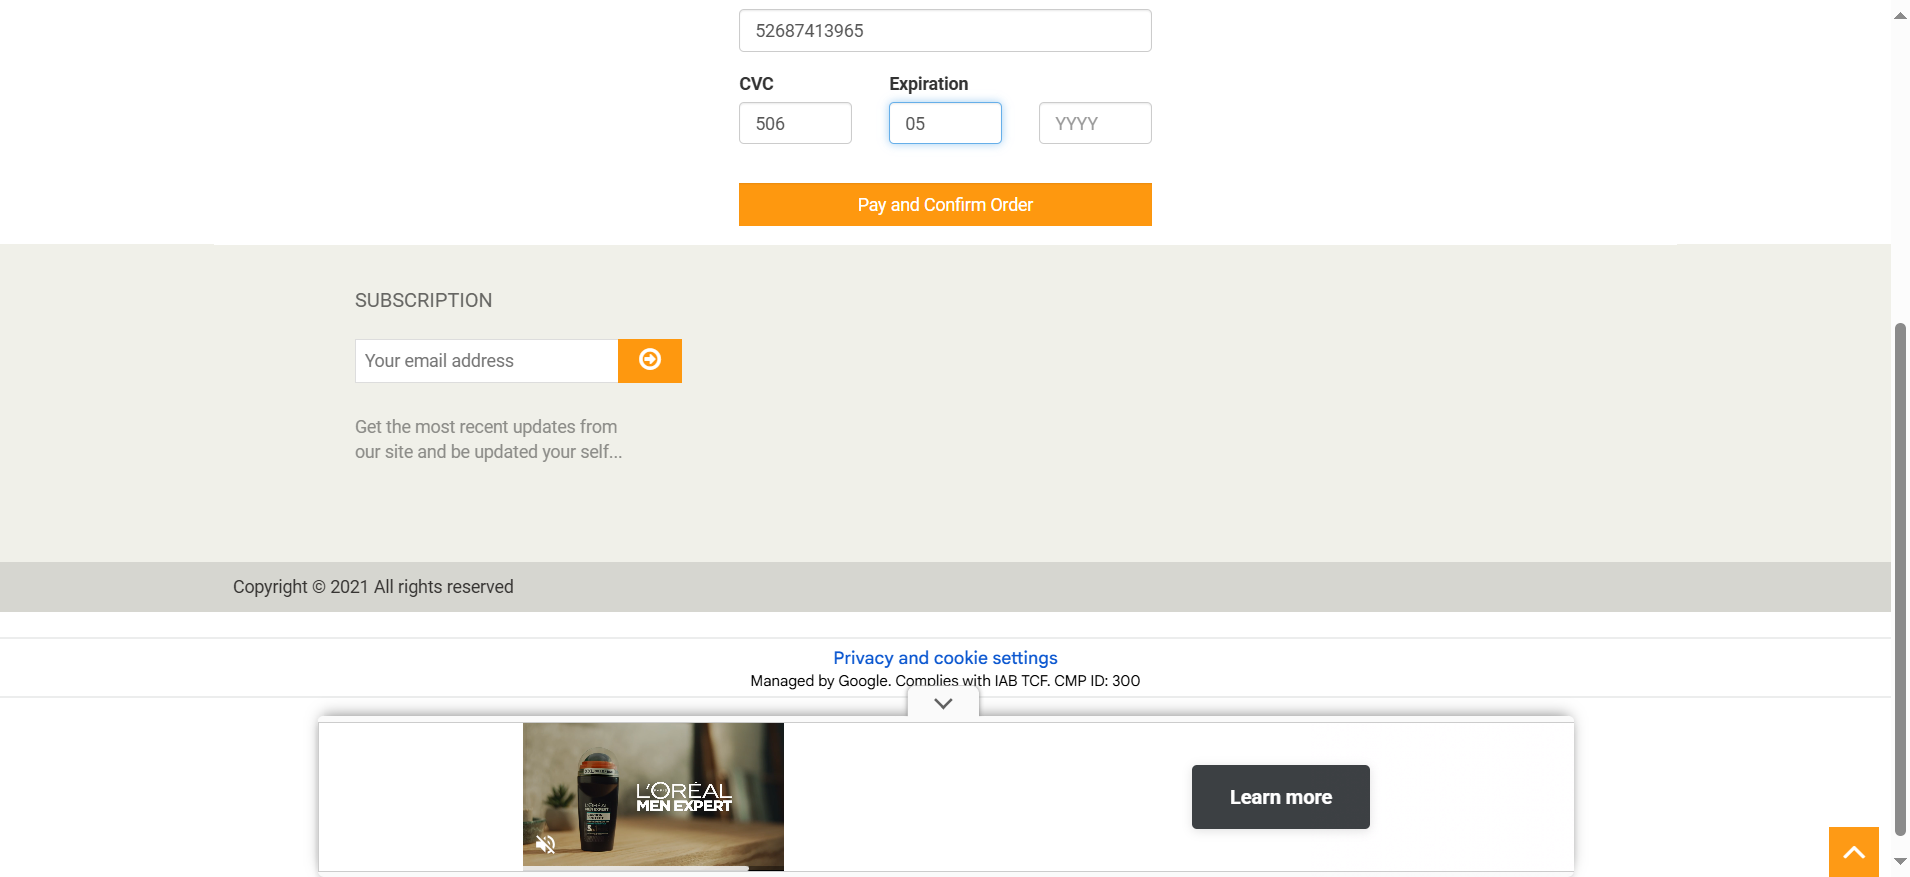 52687413965
CVC
Expiration
506
05
YYYY
Pay and Confirm Order
SUBSCRIPTION
Your email address
Get the most recent updates from
our site and be updated your self...
Copyright © 2021 All rights reserved
Privacy and cookie settings
Managed by Google. Complies with IAB TCF. CMP ID: 300
L'ORÉAL
MEN EXPERT
Learn more